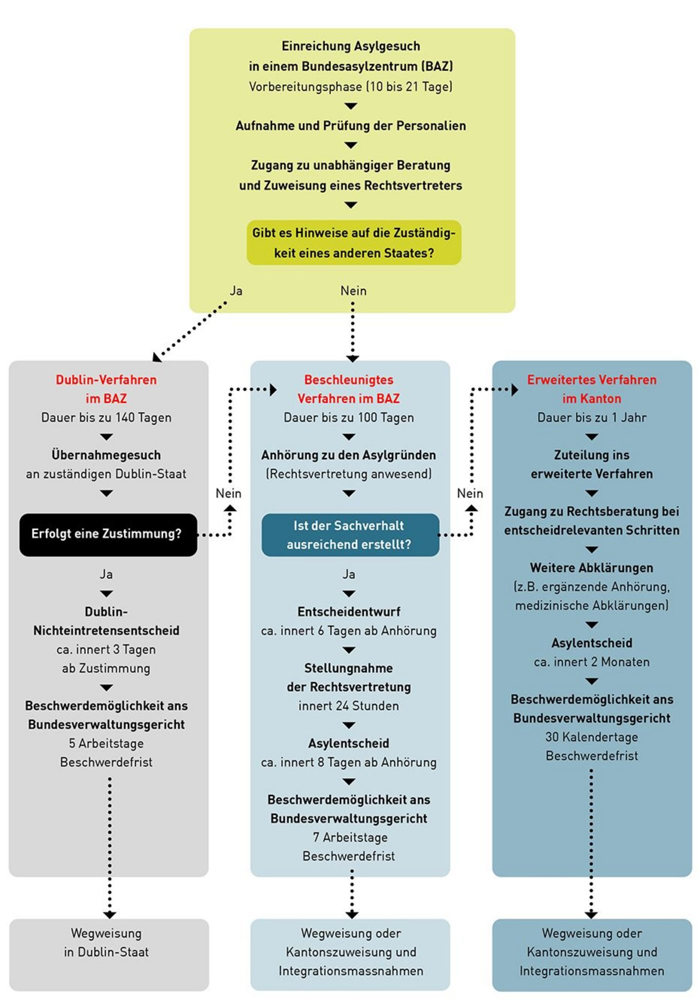 Einreichung Asylgesuch
in einem Bundesasylzentrum (BAZ)
Vorbereitungsphase (10 bis 21 Tage)
Aufnahme und Prüfung der Personalien
Zugang zu unabhängiger Beratung
und Zuweisung eines Rechtsvertreters
Gibt es Hinweise auf die Zuständig-
keit eines anderen Staates?
Ja
Nein
Dublin-Verfahren
im BAZ
Dauer bis zu 140 Tagen
Übernahmegesuch
an zuständigen Dublin-Staat
Erfolgt eine Zustimmung?
Nein
Ja
Dublin-
Nichteintretensentscheid
ca. innert 3 Tagen
ab Zustimmung
Beschwerdemöglichkeit ans
Bundesverwaltungsgericht
5 Arbeitstage
Beschwerdefrist
Wegweisung
in Dublin-Staat
Beschleunigtes
Verfahren im BAZ
Dauer bis zu 100 Tagen
Anhörung zu den Asylgründen
(Rechtsvertretung anwesend)
Ist der Sachverhalt
ausreichend erstellt?
Nein
Ja
Entscheidentwurf
ca. innert 6 Tagen ab Anhörung
Stellungnahme
der Rechtsvertretung
innert 24 Stunden
Asylentscheid
ca. innert 8 Tagen ab Anhörung
Beschwerdemöglichkeit ans
Bundesverwaltungsgericht
7 Arbeitstage
Beschwerdefrist
Wegweisung oder
Kantonszuweisung und
Integrationsmassnahmen
Erweitertes Verfahren
im Kanton
Dauer bis zu 1 Jahr
Zuteilung ins
erweiterte Verfahren
Zugang zu Rechtsberatung bei
entscheidrelevanten Schritten
Weitere Abklärungen
(z.B. ergänzende Anhörung,
medizinische Abklärungen)
Asylentscheid
ca. innert 2 Monaten
Beschwerdemöglichkeit ans
Bundesverwaltungsgericht
30 Kalendertage
Beschwerdefrist
Wegweisung oder
Kantonszuweisung und
Integrationsmassnahmen